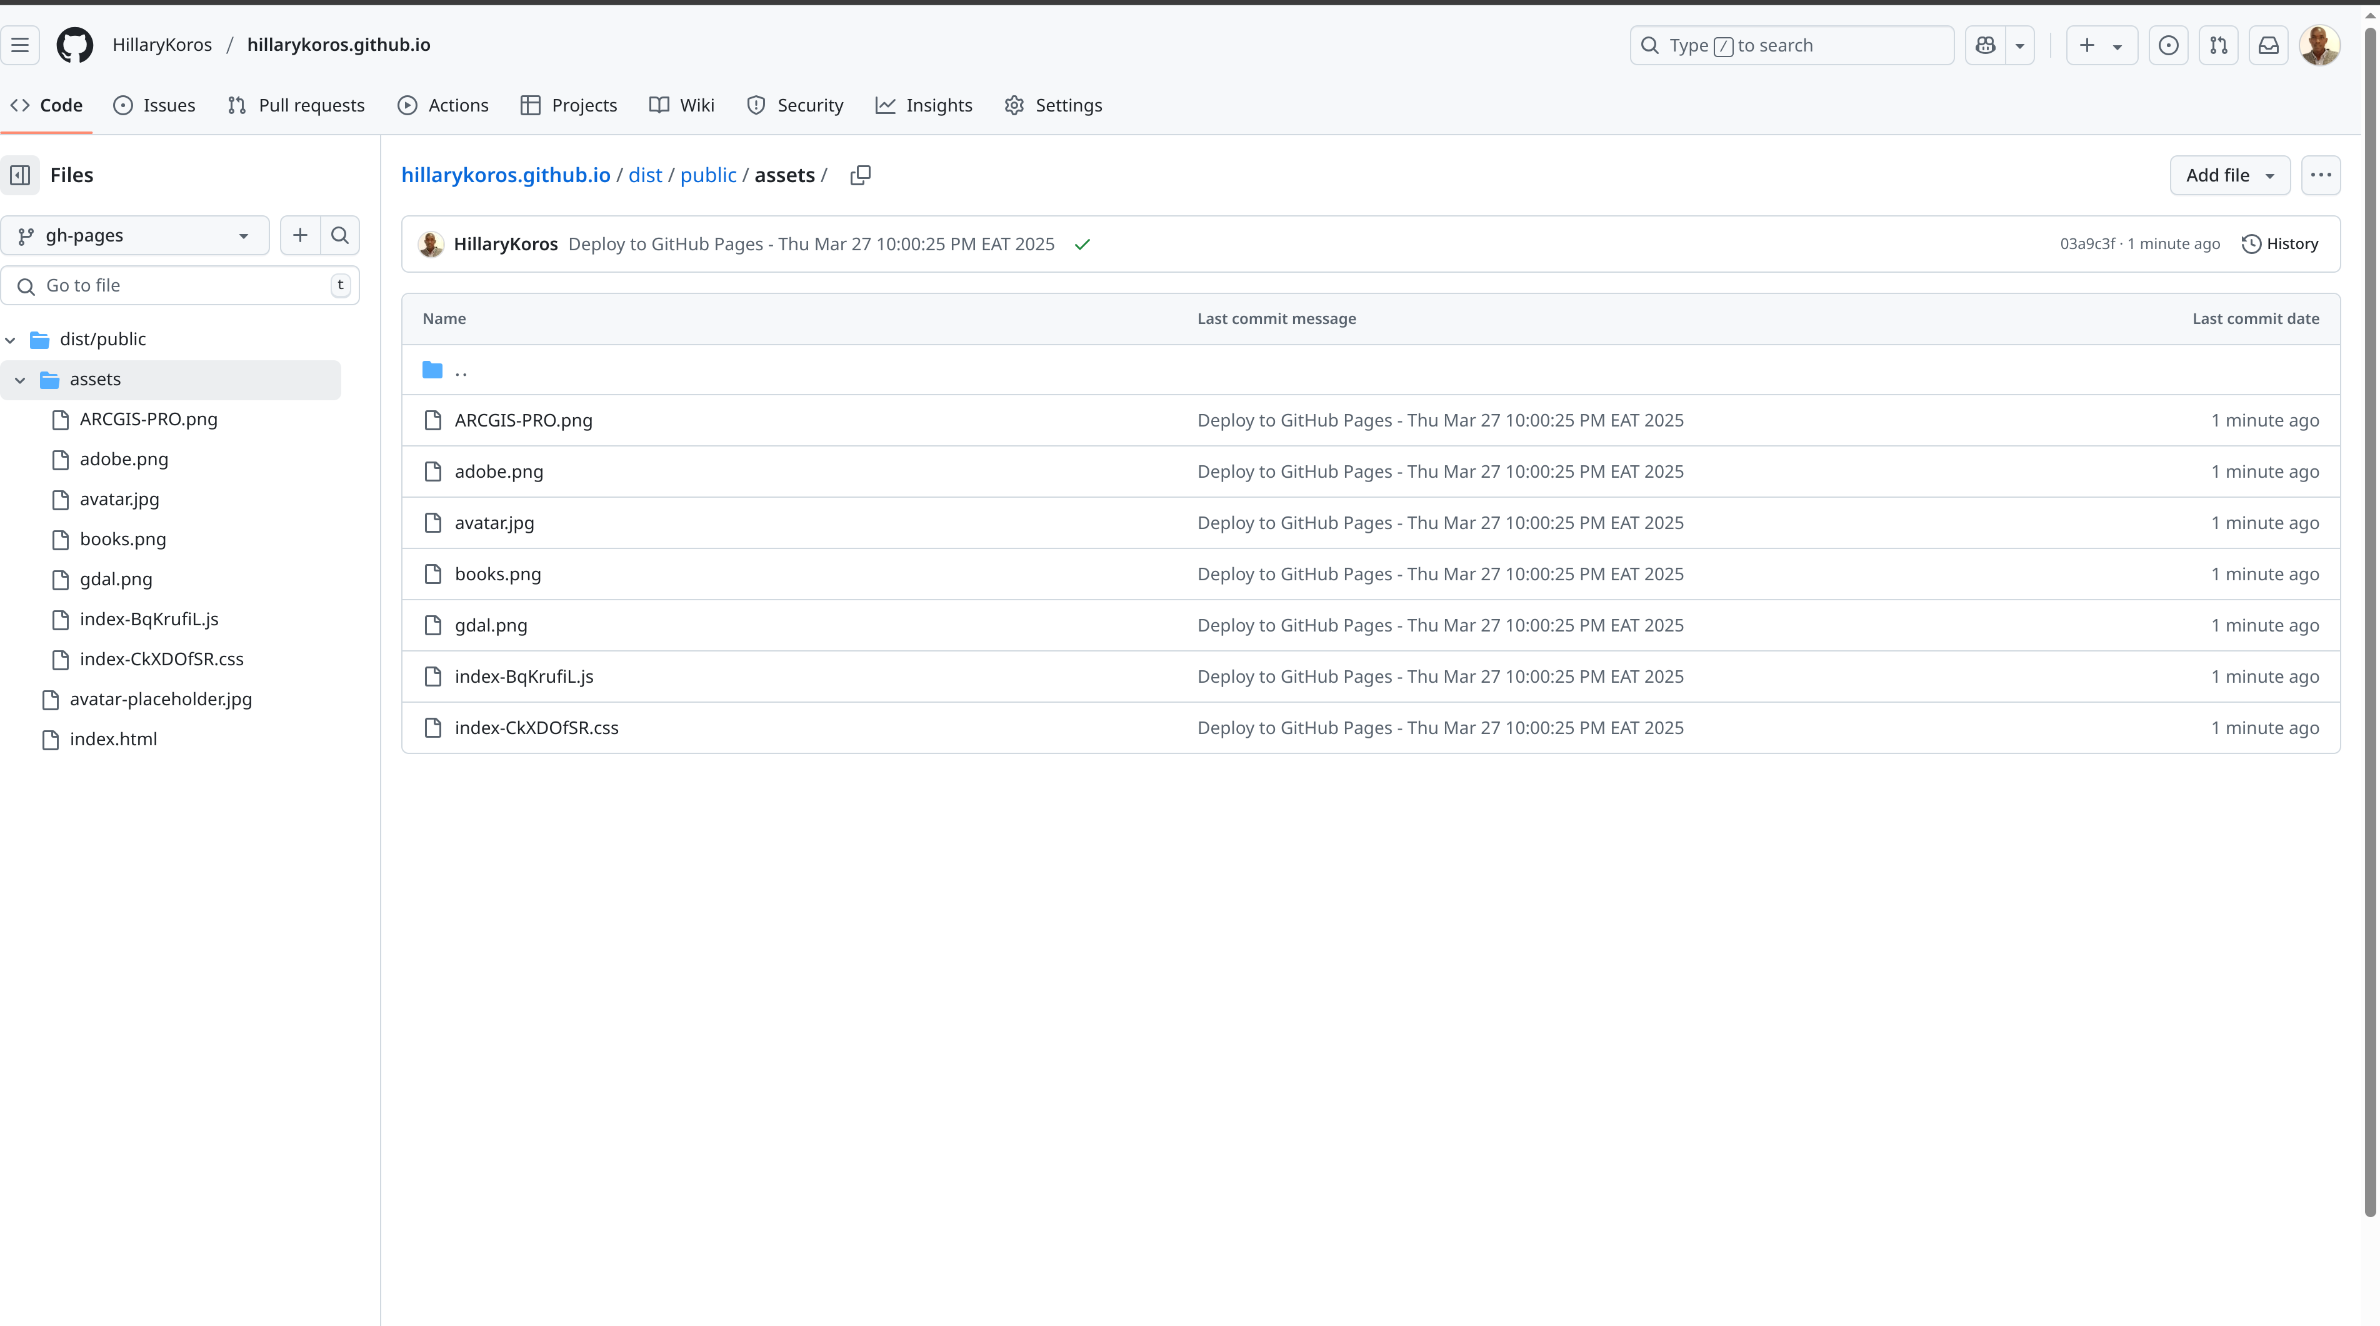 HillaryKoros / hillarykoros.github.io
Type / to search
Code Issues Pull requests Actions Projects Wiki Security Insights Settings
Files
gh-pages
Go to file t
dist/public
assets
ARCGIS-PRO.png
adobe.png
avatar.jpg
books.png
gdal.png
index-BqKrufiL.js
index-CkXDOfSR.css
avatar-placeholder.jpg
index.html
hillarykoros.github.io / dist / public / assets /
Add file
HillaryKoros Deploy to GitHub Pages - Thu Mar 27 10:00:25 PM EAT 2025 03a9c3f · 1 minute ago History
Name Last commit message Last commit date
..
ARCGIS-PRO.png Deploy to GitHub Pages - Thu Mar 27 10:00:25 PM EAT 2025 1 minute ago
adobe.png Deploy to GitHub Pages - Thu Mar 27 10:00:25 PM EAT 2025 1 minute ago
avatar.jpg Deploy to GitHub Pages - Thu Mar 27 10:00:25 PM EAT 2025 1 minute ago
books.png Deploy to GitHub Pages - Thu Mar 27 10:00:25 PM EAT 2025 1 minute ago
gdal.png Deploy to GitHub Pages - Thu Mar 27 10:00:25 PM EAT 2025 1 minute ago
index-BqKrufiL.js Deploy to GitHub Pages - Thu Mar 27 10:00:25 PM EAT 2025 1 minute ago
index-CkXDOfSR.css Deploy to GitHub Pages - Thu Mar 27 10:00:25 PM EAT 2025 1 minute ago